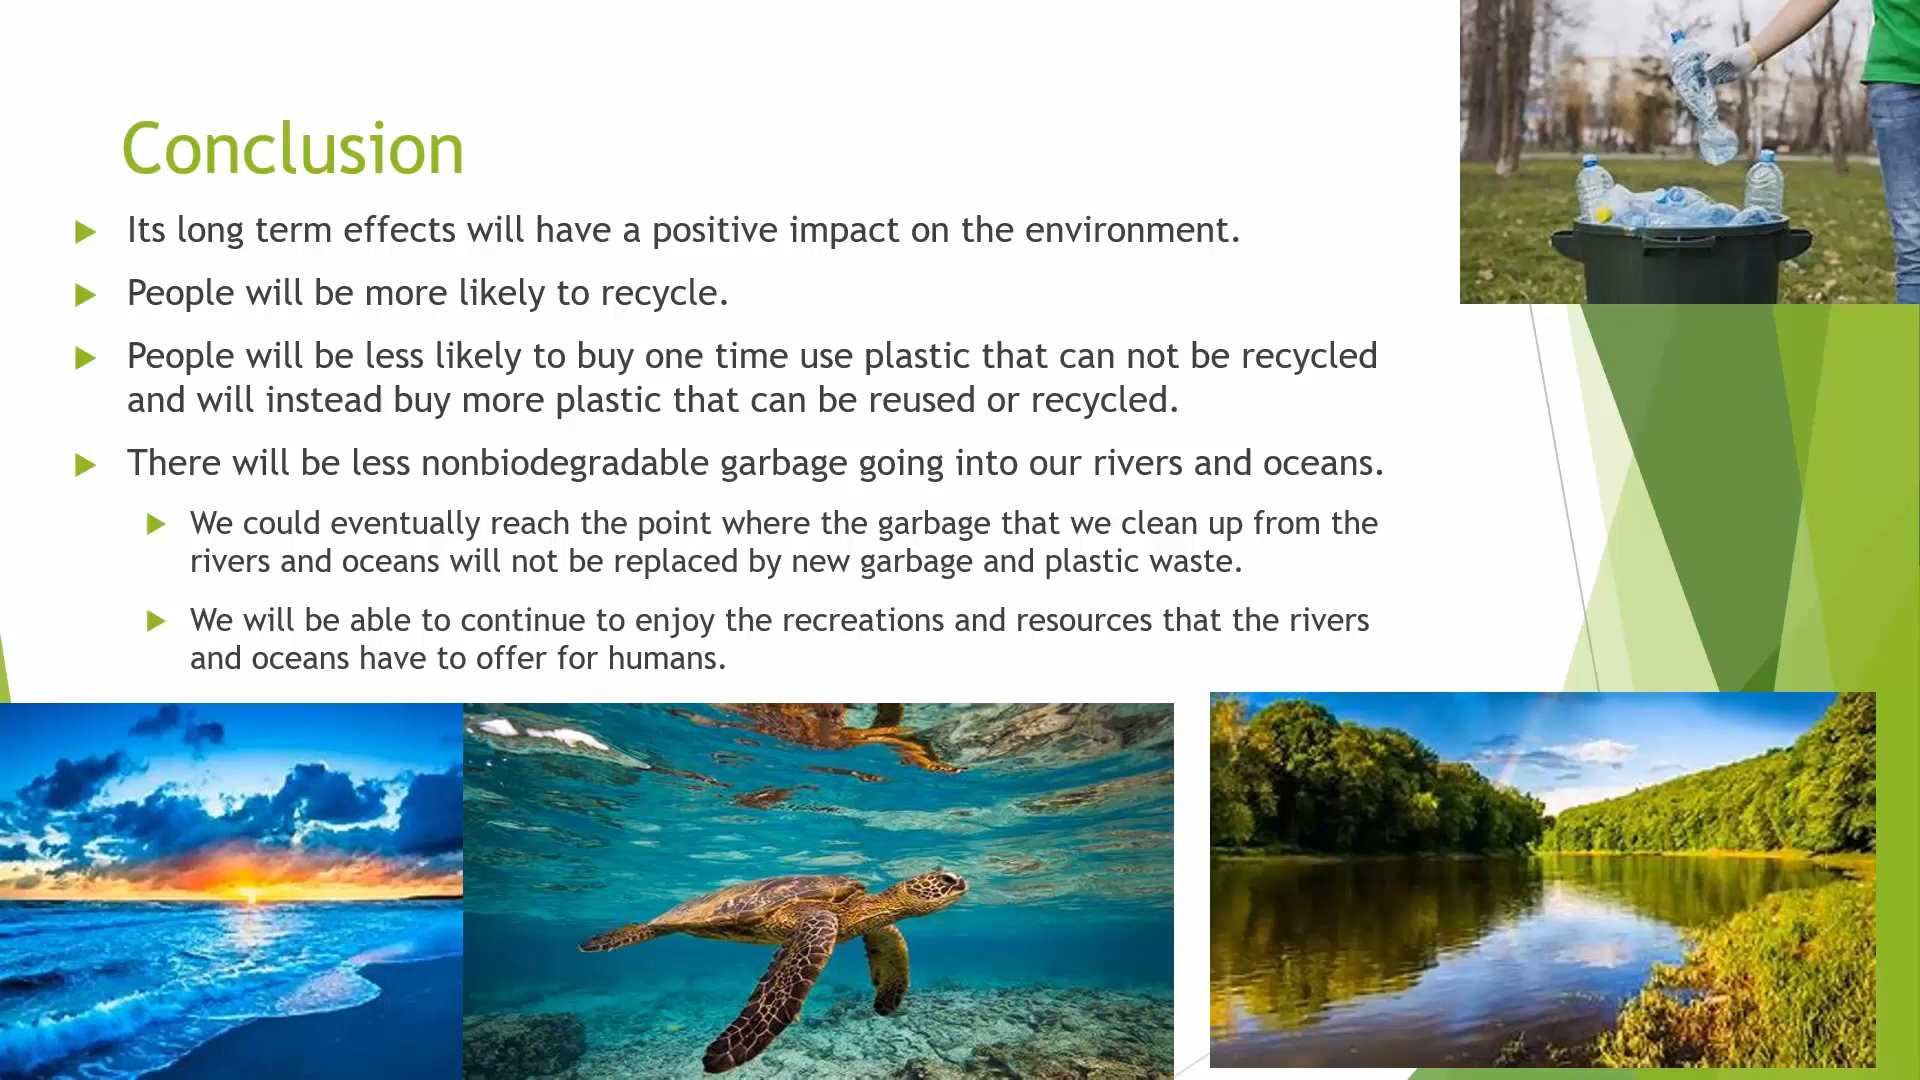 Conclusion
Its long term effects will have a positive impact on the environment.
People will be more likely to recycle.
People will be less likely to buy one time use plastic that can not be recycled
and will instead buy more plastic that can be reused or recycled.
There will be less nonbiodegradable garbage going into our rivers and oceans.
We could eventually reach the point where the garbage that we clean up from the
rivers and oceans will not be replaced by new garbage and plastic waste.
We will be able to continue to enjoy the recreations and resources that the rivers
and oceans have to offer for humans.